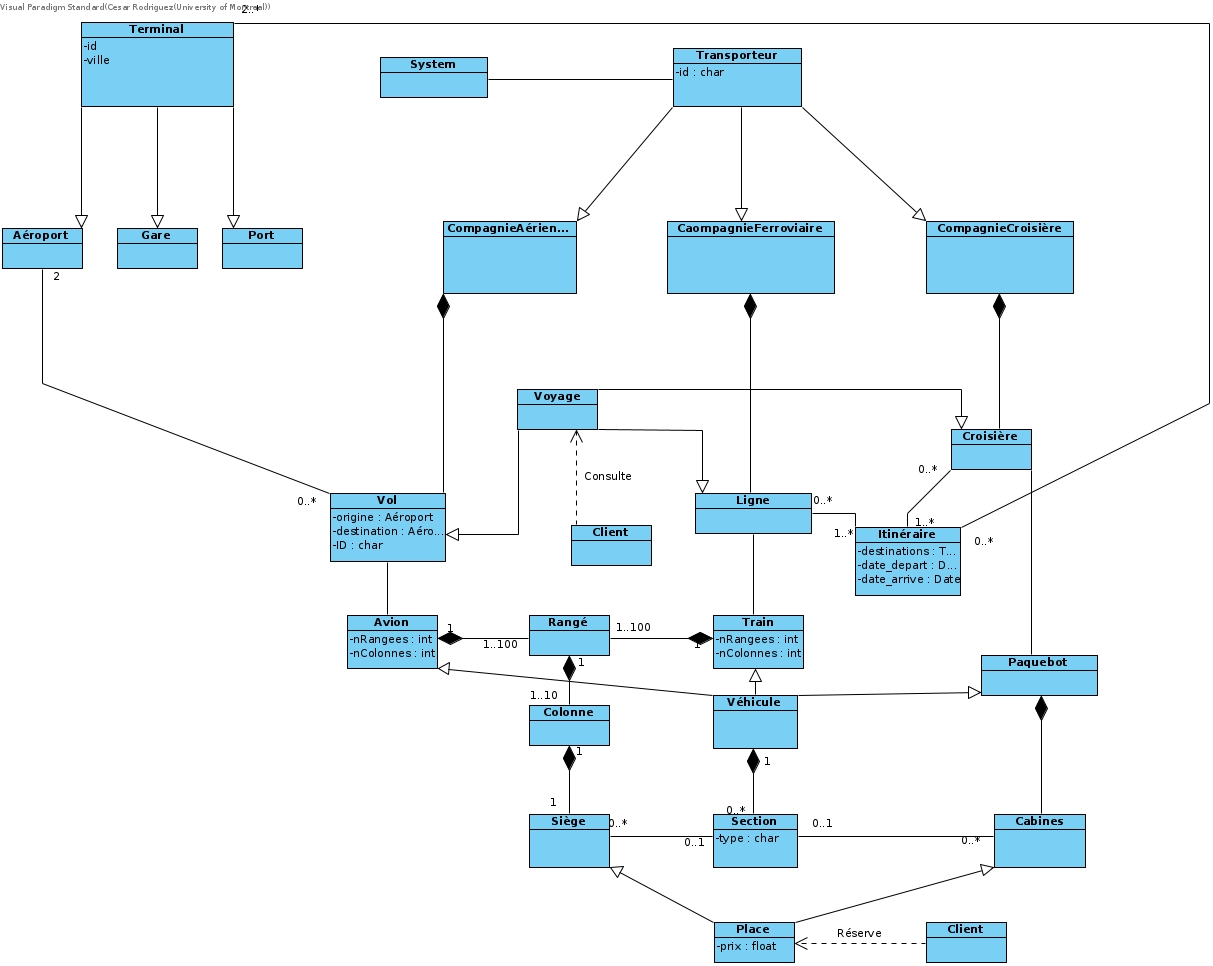 Visual Paradigm Standard(Cesar Rodriguez(University of Montreal))
2..*
Terminal
-id
-ville
System
Transporteur
-id : char
Aéroport
Gare
Port
2
CompagnieAérien...
CaompagnieFerroviaire
CompagnieCroisière
Voyage
Croisière
Consulte
0..*
0..*
Vol
-origine : Aéroport
-destination : Aéro...
-ID : char
Ligne
0..*
1..*
1..*
Client
Itinéraire
-destinations : T...
-date_depart : D...
-date_arrive : Date
0..*
Avion
-nRangees : int
-nColonnes : int
1
1..100
Rangé
1..100
1
Train
-nRangees : int
-nColonnes : int
1
Paquebot
1..10
Colonne
Véhicule
1
1
1
0..*
Siège
0..*
0..1
Section
-type : char
0..1
0..*
Cabines
Place
-prix : float
Réserve
Client